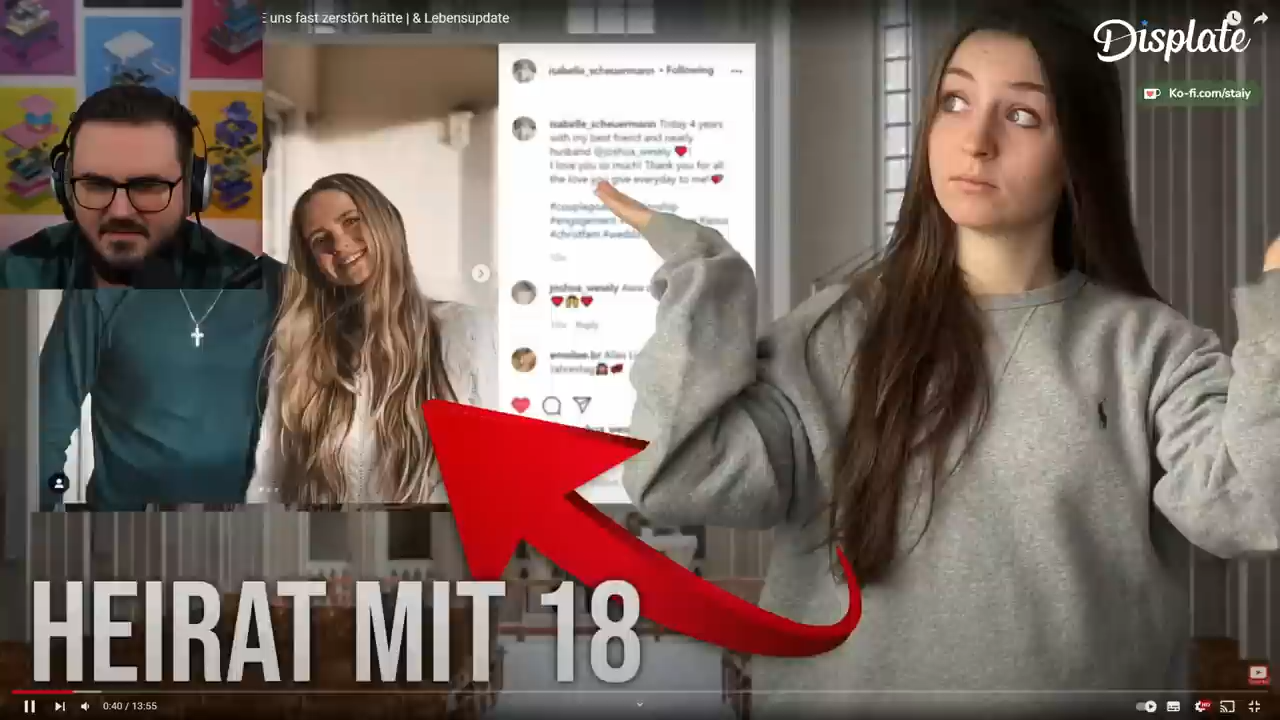 E uns fast zerstört hätte | & Lebensupdate
Displate
Ko-fi.com/staiy
isabelle_scheuermann • Following
isabelle_scheuermann Today 4 years
with my best friend and nearly
husband @joshua_wesely ❤️!
I love you so much! Thank you for all
the love you give everyday to me!
#engagement
joshua_wesely
Reply
HEIRAT MIT 18
0:40 / 13:55